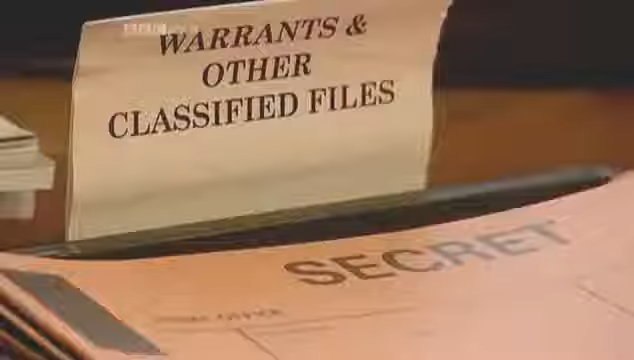 WARRANTS &
OTHER
CLASSIFIED FILES
SECRET